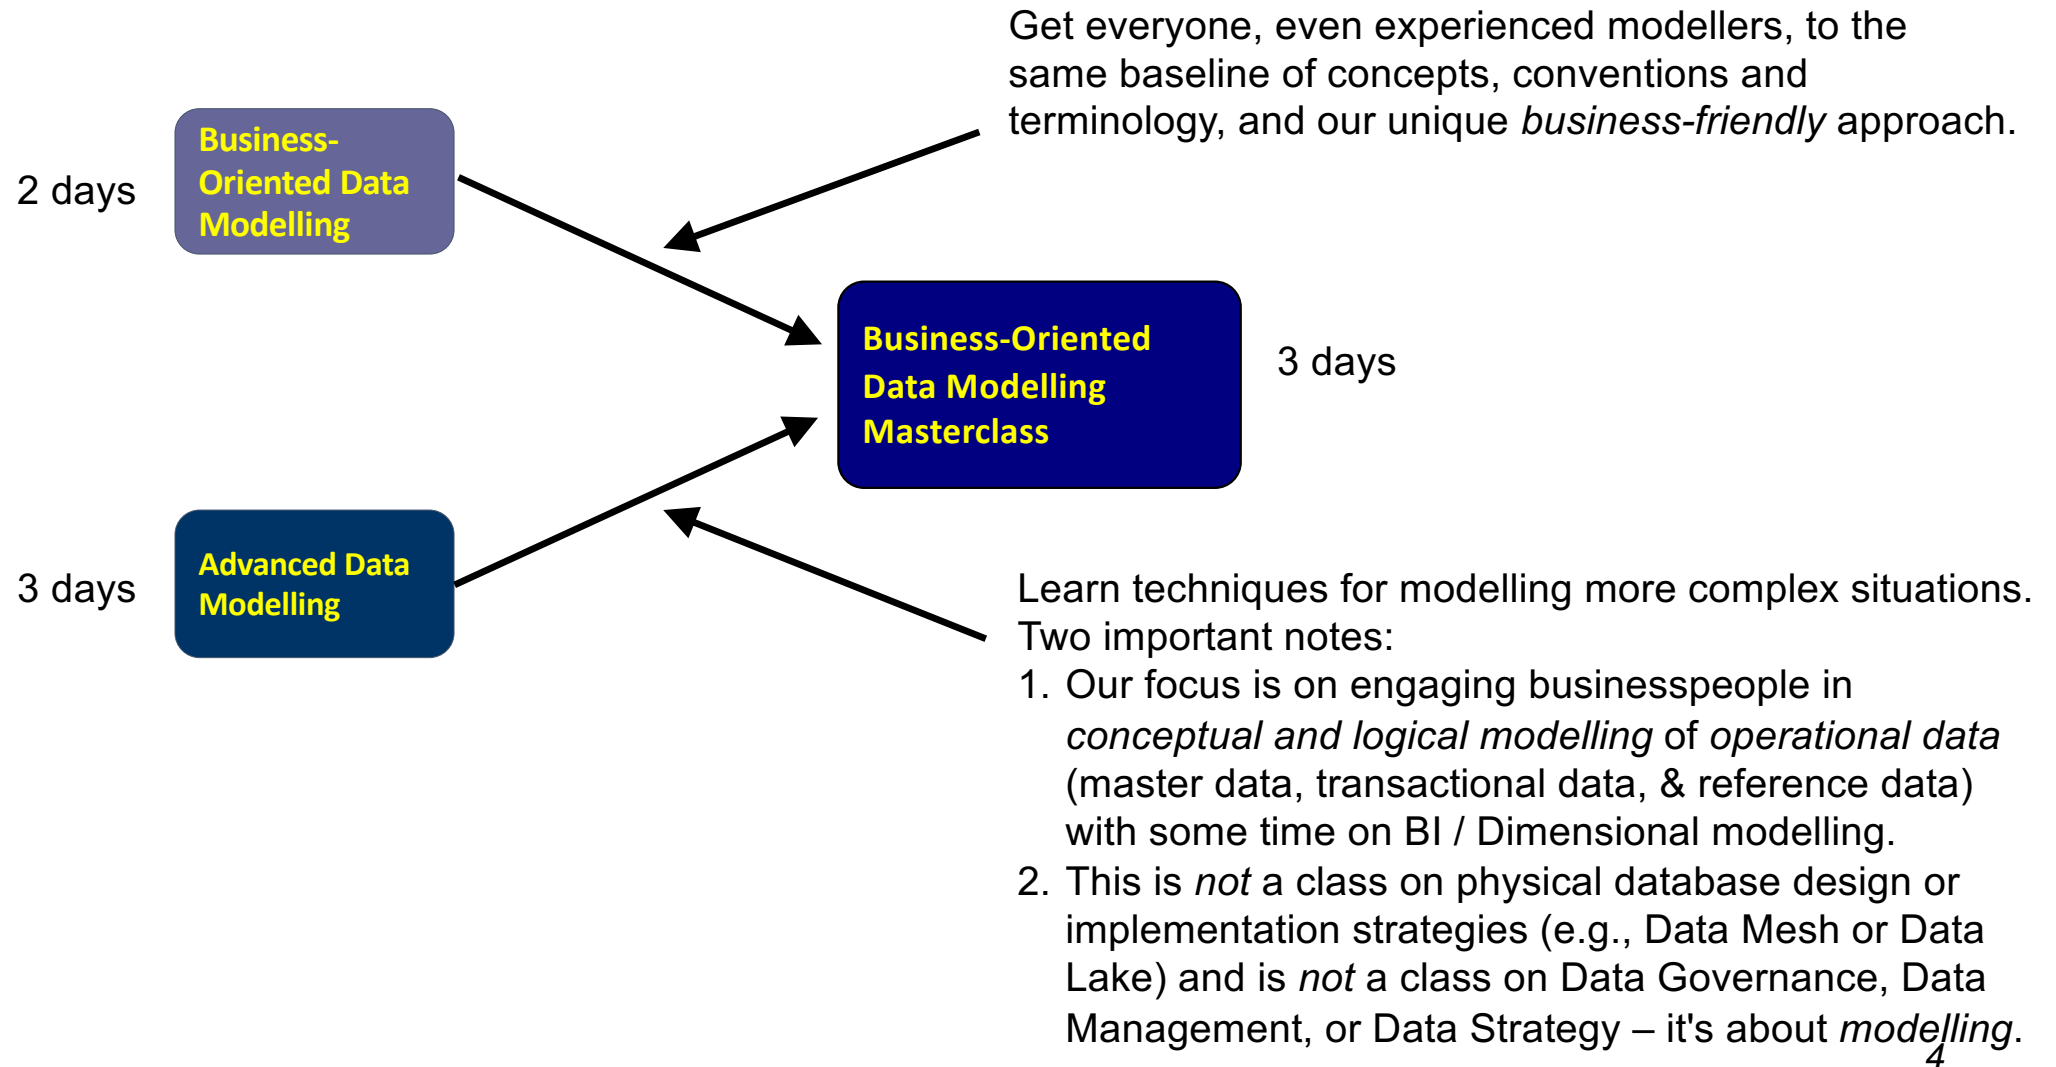 Get everyone, even experienced modellers, to the
same baseline of concepts, conventions and
terminology, and our unique business-friendly approach.
2 days
Business-
Oriented Data
Modelling
Business-Oriented
Data Modelling
Masterclass
3 days
3 days
Advanced Data
Modelling
Learn techniques for modelling more complex situations.
Two important notes:
1. Our focus is on engaging businesspeople in
conceptual and logical modelling of operational data
(master data, transactional data, & reference data)
with some time on BI / Dimensional modelling.
2. This is not a class on physical database design or
implementation strategies (e.g., Data Mesh or Data
Lake) and is not a class on Data Governance, Data
Management, or Data Strategy – it's about modelling.
4